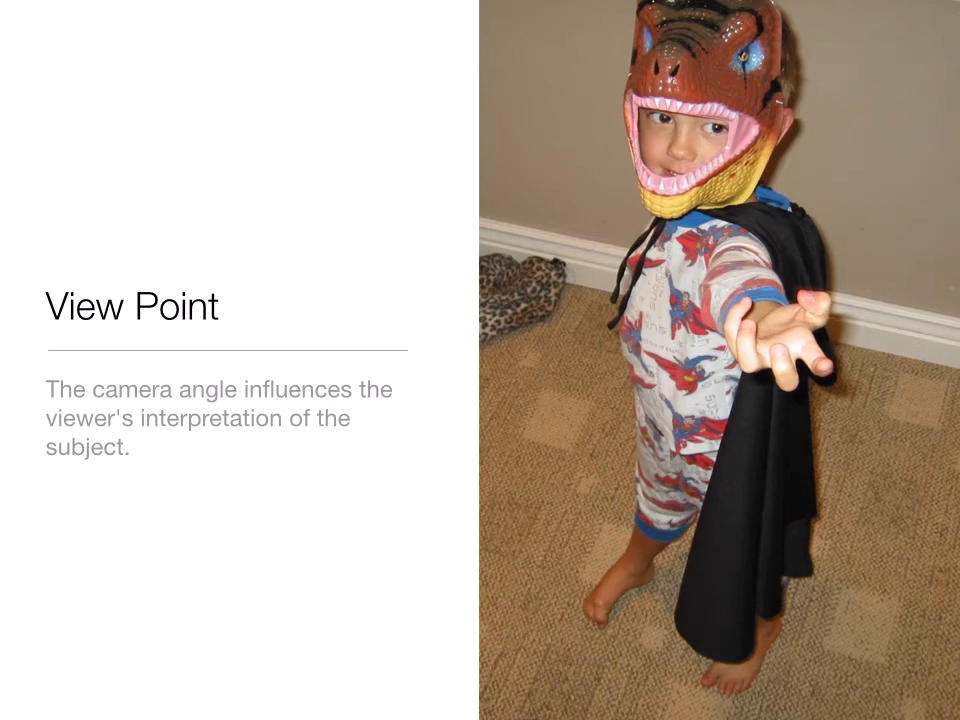 View Point
The camera angle influences the
viewer's interpretation of the
subject.